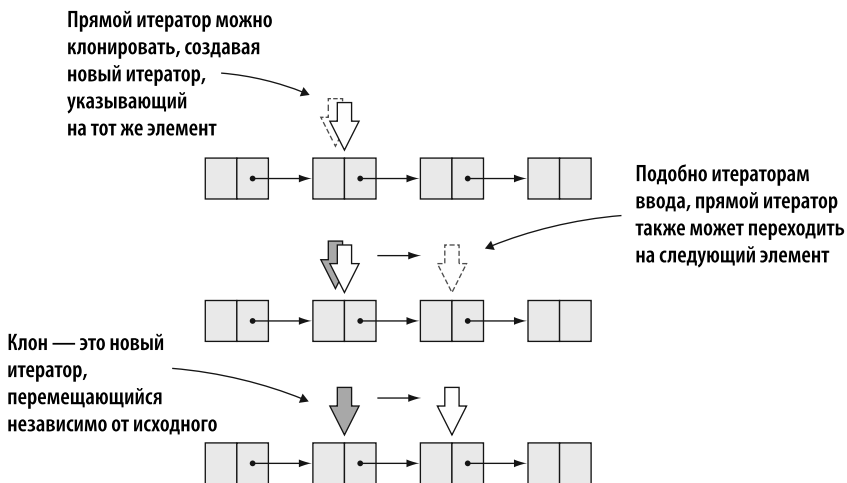 Прямой итератор можно
клонировать, создавая
новый итератор,
указывающий
на тот же элемент
Подобно итераторам
ввода, прямой итератор
также может переходить
на следующий элемент
Клон — это новый
итератор,
перемещающийся
независимо от исходного